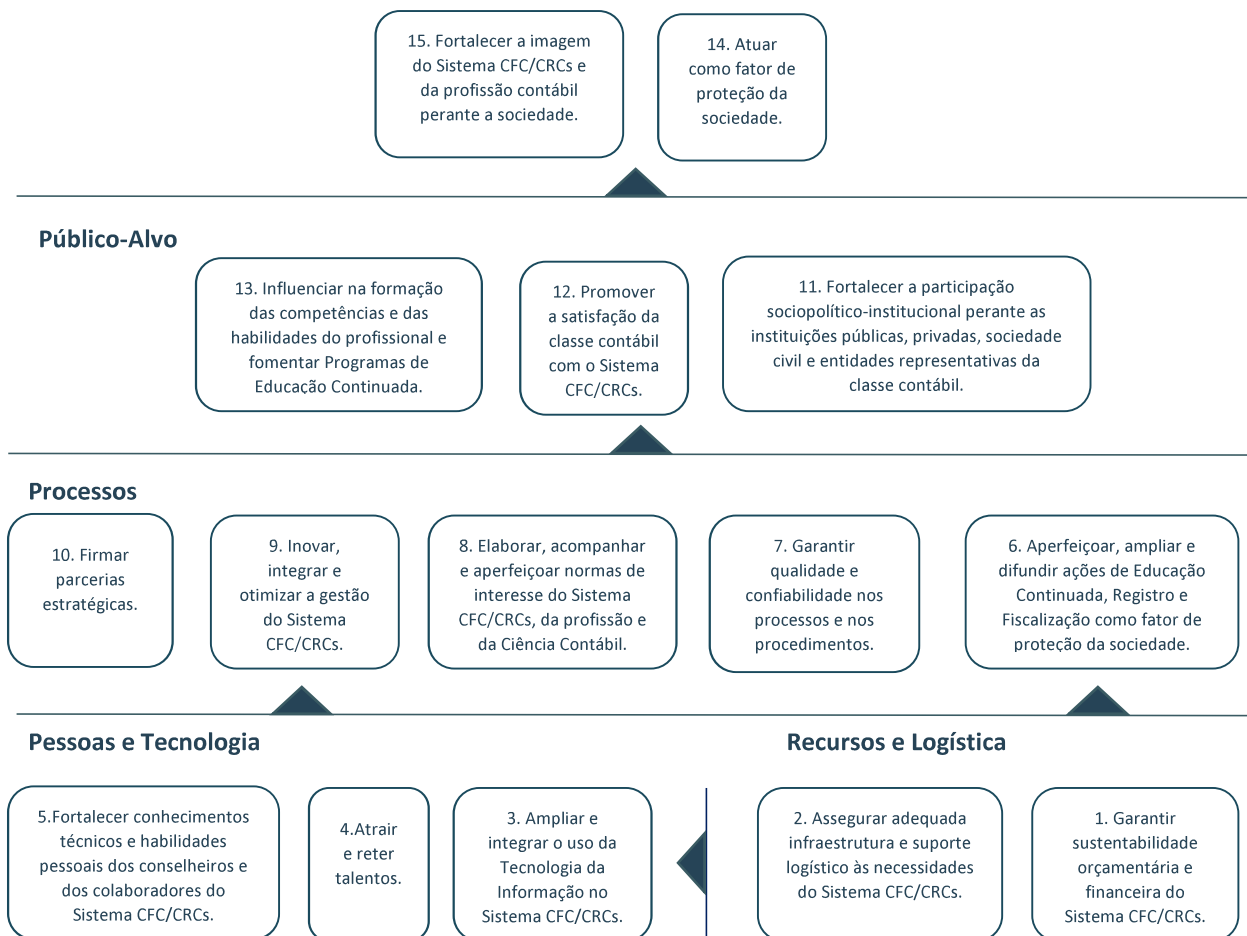 15. Fortalecer a imagem
do Sistema CFC/CRCs e
da profissão contábil
perante a sociedade.
14. Atuar
como fator de
proteção da
sociedade.
Público-Alvo
13. Influenciar na formação
das competências e das
habilidades do profissional e
fomentar Programas de
Educação Continuada.
12. Promover
a satisfação da
classe contábil
com o Sistema
CFC/CRCs.
11. Fortalecer a participação
sociopolítico-institucional perante as
instituições públicas, privadas, sociedade
civil e entidades representativas da
classe contábil.
Processos
10. Firmar
parcerias
estratégicas.
9. Inovar,
integrar e
otimizar a gestão
do Sistema
CFC/CRCs.
8. Elaborar, acompanhar
e aperfeiçoar normas de
interesse do Sistema
CFC/CRCs, da profissão e
da Ciência Contábil.
7. Garantir
qualidade e
confiabilidade nos
processos e nos
procedimentos.
6. Aperfeiçoar, ampliar e
difundir ações de Educação
Continuada, Registro e
Fiscalização como fator de
proteção da sociedade.
Pessoas e Tecnologia
5.Fortalecer conhecimentos
técnicos e habilidades
pessoais dos conselheiros e
dos colaboradores do
Sistema CFC/CRCs.
4.Atrair
e reter
talentos.
3. Ampliar e
integrar o uso da
Tecnologia da
Informação no
Sistema CFC/CRCs.
Recursos e Logística
2. Assegurar adequada
infraestrutura e suporte
logístico às necessidades
do Sistema CFC/CRCs.
1. Garantir
sustentabilidade
orçamentária e
financeira do
Sistema CFC/CRCs.